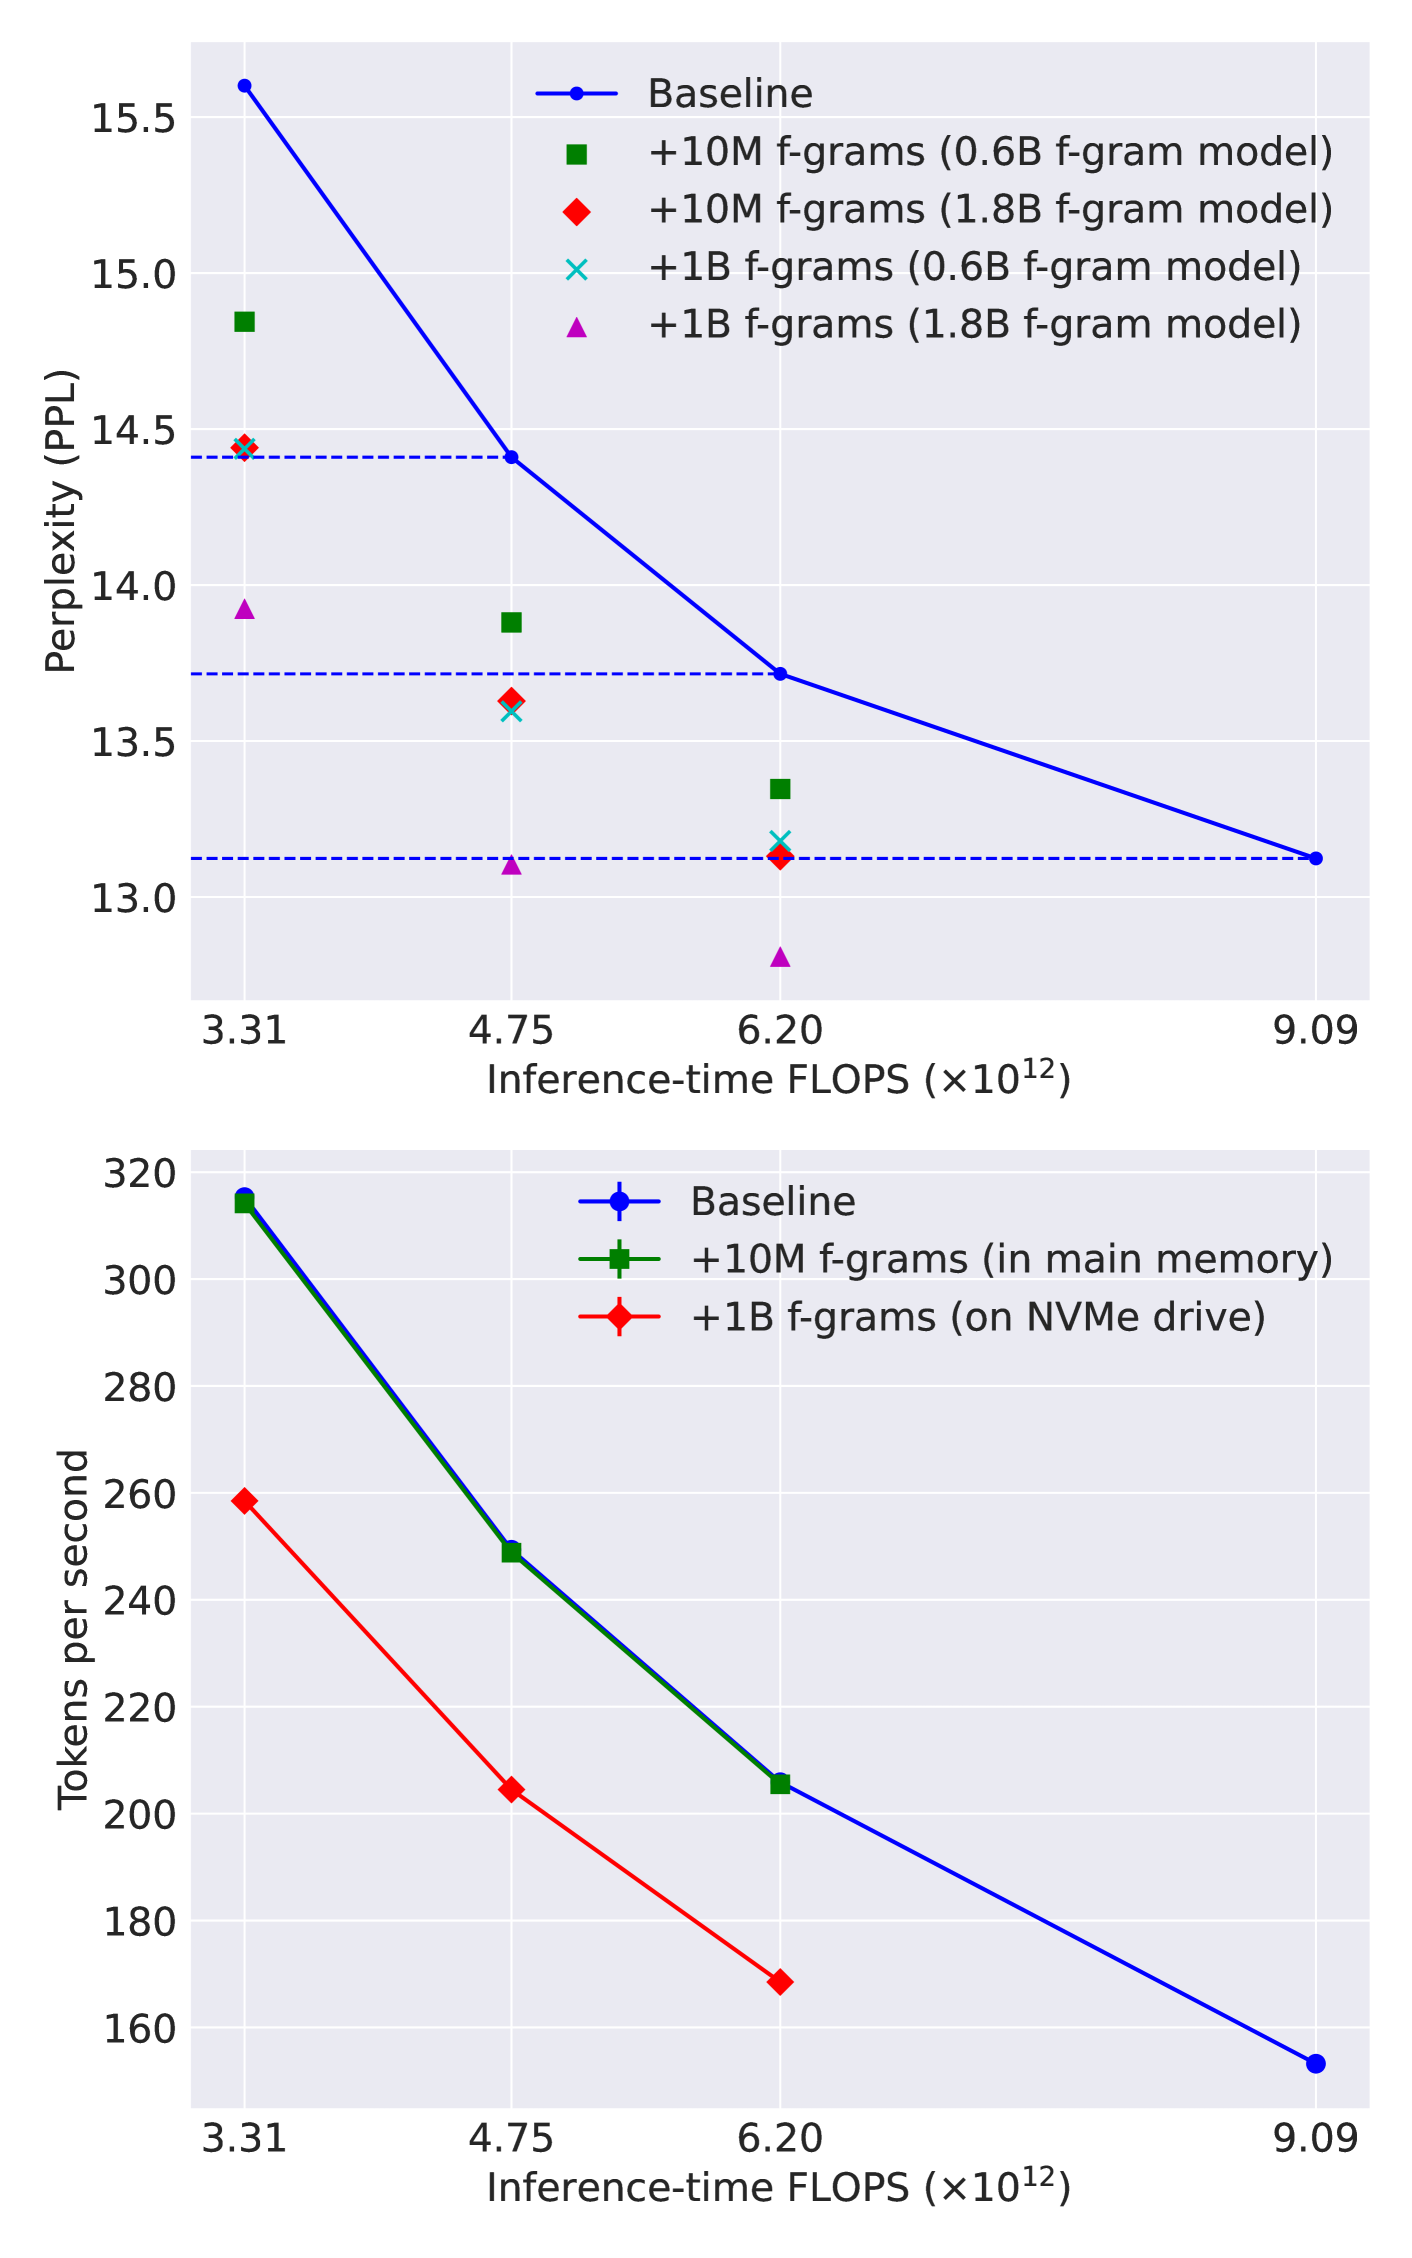 Baseline
+10M f-grams (0.6B f-gram model)
+10M f-grams (1.8B f-gram model)
+1B f-grams (0.6B f-gram model)
+1B f-grams (1.8B f-gram model)
Perplexity (PPL)
15.5
15.0
14.5
14.0
13.5
13.0
3.31 4.75 6.20 9.09
Inference-time FLOPS (×10¹²)
Baseline
+10M f-grams (in main memory)
+1B f-grams (on NVMe drive)
Tokens per second
320
300
280
260
240
220
200
180
160
3.31 4.75 6.20 9.09
Inference-time FLOPS (×10¹²)